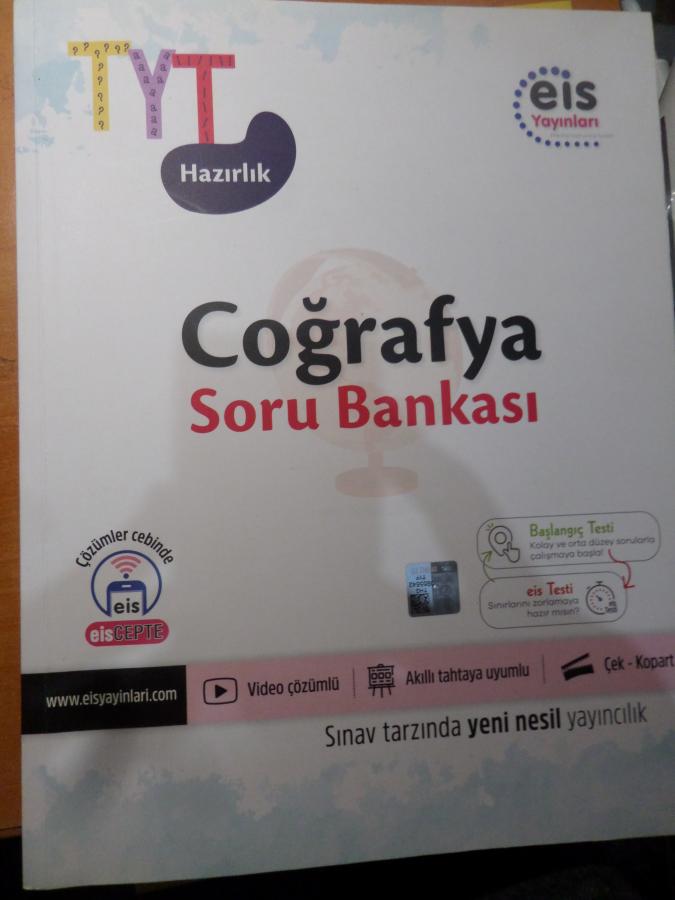 TYT
Hazırlık
eis
Yayınları
Coğrafya
Soru Bankası
Çözümler cebinde
eis
eisCEPTE
Başlangıç Testi
Kolay ve orta düzey sorularla
çalışmaya başla!
eis Testi
Sınırlarını zorlamaya
hazır mısın?
www.eisyayinlari.com
Video çözümlü
Akıllı tahtaya uyumlu
Çek - Kopart
Sınav tarzında yeni nesil yayıncılık